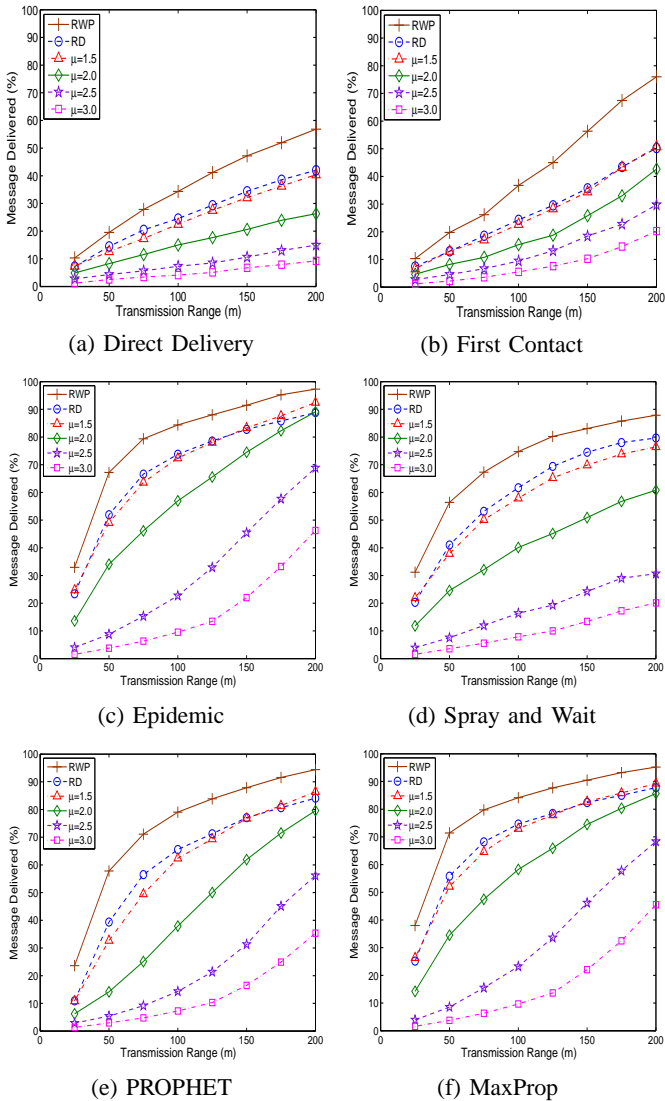 Message Delivered (%)
100
90
80
70
60
50
40
30
20
10
0
RWP
RD
μ=1.5
μ=2.0
μ=2.5
μ=3.0
0 50 100 150 200
Transmission Range (m)
(a) Direct Delivery
Message Delivered (%)
100
90
80
70
60
50
40
30
20
10
0
RWP
RD
μ=1.5
μ=2.0
μ=2.5
μ=3.0
0 50 100 150 200
Transmission Range (m)
(b) First Contact
Message Delivered (%)
100
90
80
70
60
50
40
30
20
10
0
RWP
RD
μ=1.5
μ=2.0
μ=2.5
μ=3.0
0 50 100 150 200
Transmission Range (m)
(c) Epidemic
Message Delivered (%)
100
90
80
70
60
50
40
30
20
10
0
RWP
RD
μ=1.5
μ=2.0
μ=2.5
μ=3.0
0 50 100 150 200
Transmission Range (m)
(d) Spray and Wait
Message Delivered (%)
100
90
80
70
60
50
40
30
20
10
0
RWP
RD
μ=1.5
μ=2.0
μ=2.5
μ=3.0
0 50 100 150 200
Transmission Range (m)
(e) PROPHET
Message Delivered (%)
100
90
80
70
60
50
40
30
20
10
0
RWP
RD
μ=1.5
μ=2.0
μ=2.5
μ=3.0
0 50 100 150 200
Transmission Range (m)
(f) MaxProp